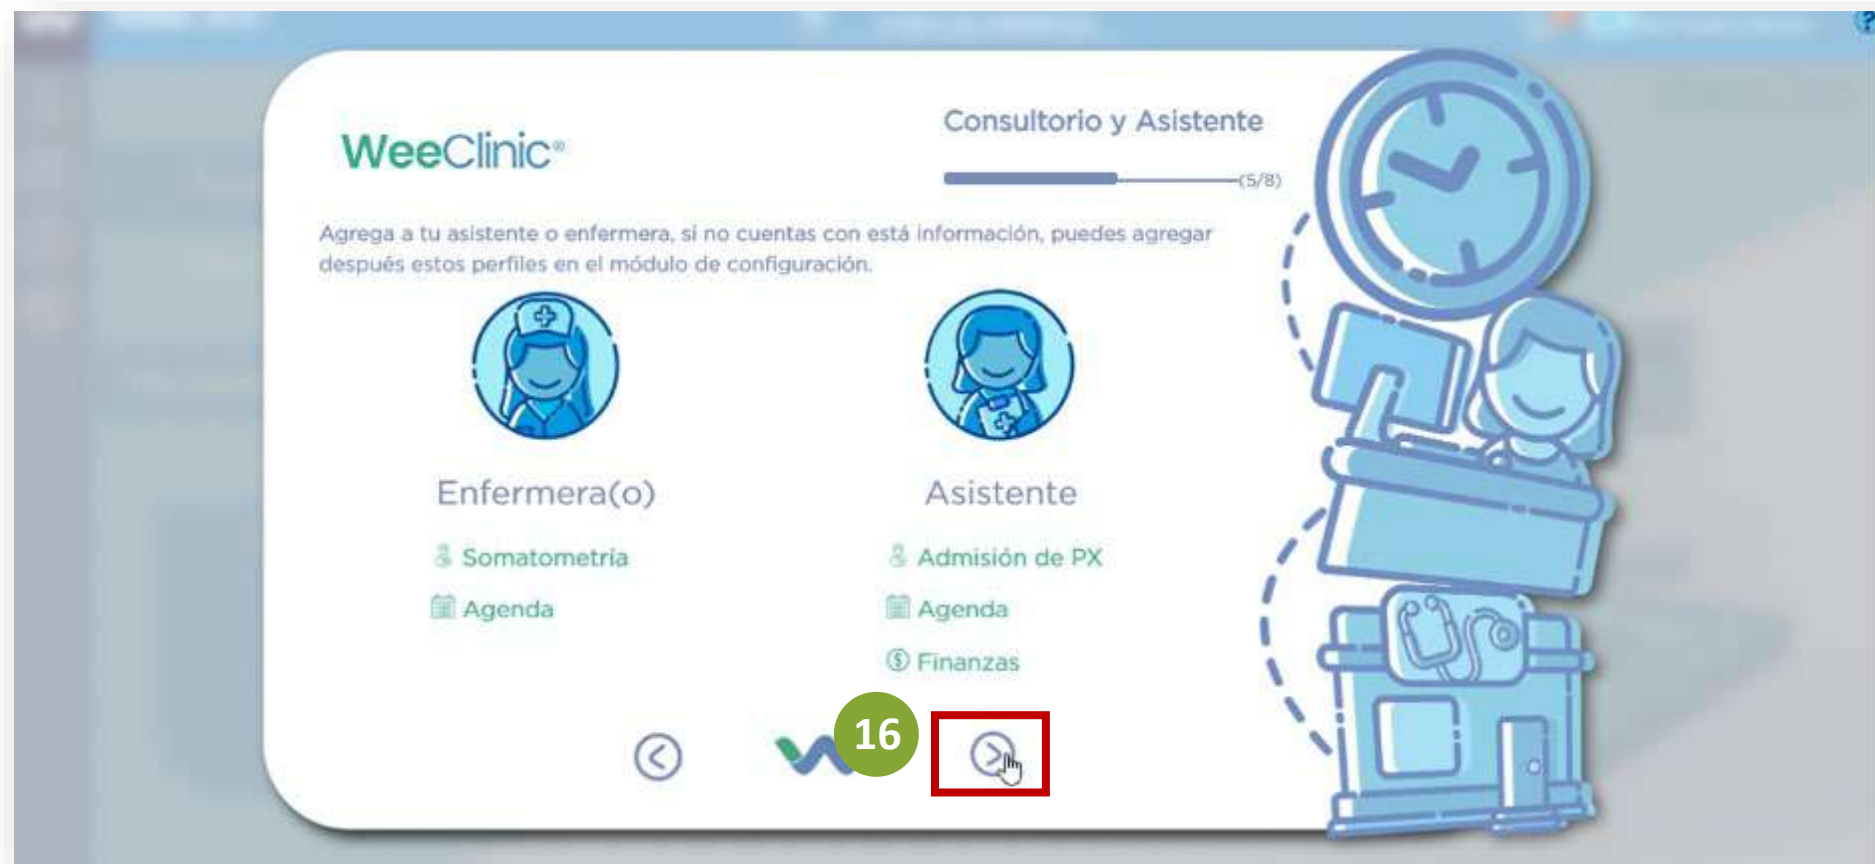 WeeClinic®
Consultorio y Asistente
(5/8)
Agrega a tu asistente o enfermera, si no cuentas con está información, puedes agregar
después estos perfiles en el módulo de configuración.
Enfermera(o)
Somatometría
Agenda
Asistente
Admisión de PX
Agenda
Finanzas
16